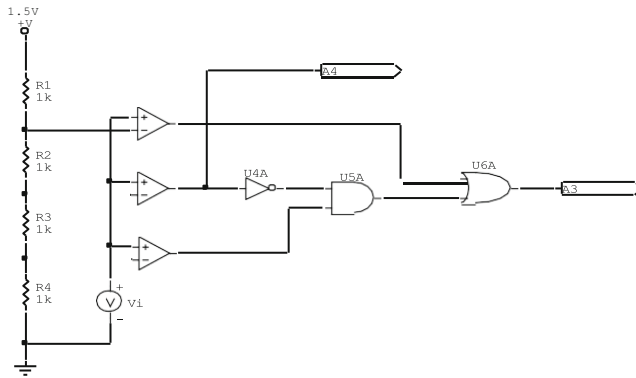 1.5V
+V
R1
1k
R2
1k
R3
1k
R4
1k
+
−
+
−
+
−
+
V
−
Vi
U4A
U5A
U6A
A4
A3